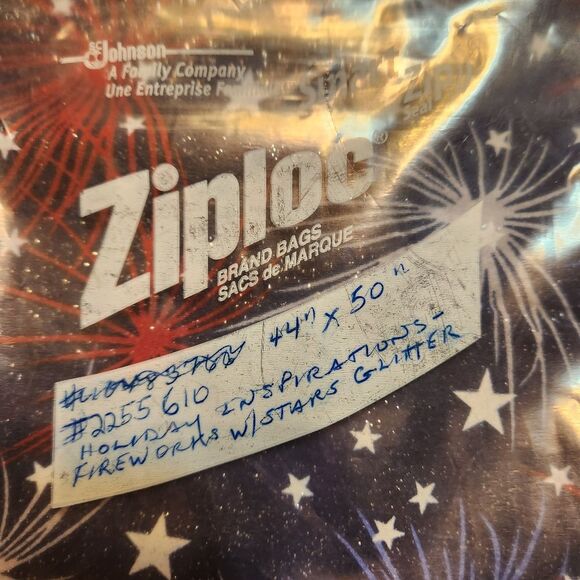 SC Johnson
A Family Company
Une Entreprise
Ziploc®
BRAND BAGS
SACS de MARQUE
44" X 50"
#2255610
HOLIDAY INSPIRATIONS-
FIREWORKS W/STARS GLITTER